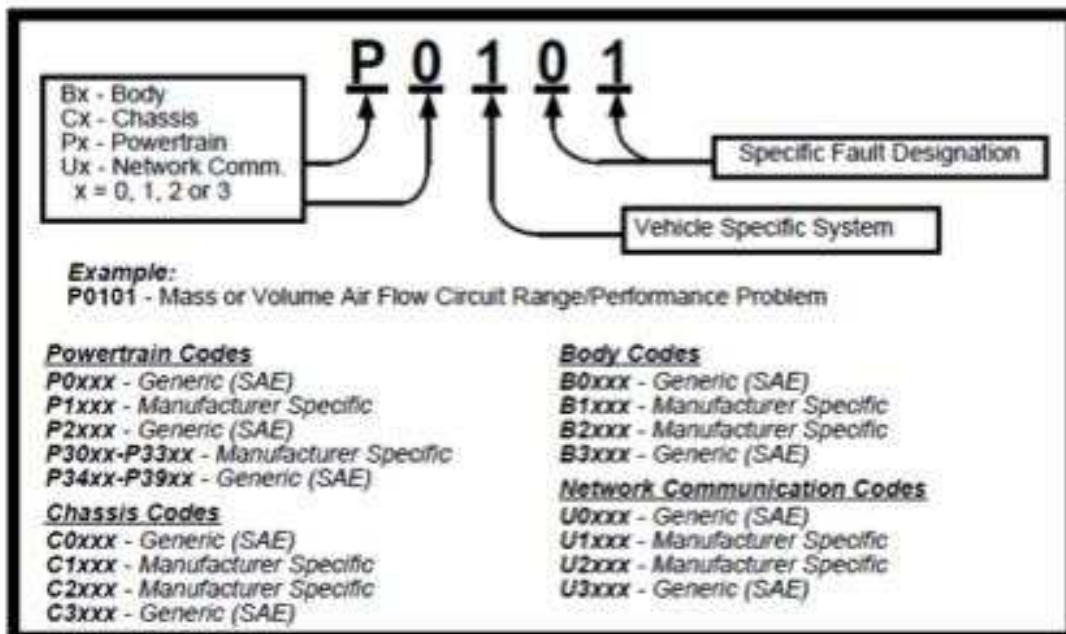 P 0 1 0 1
Bx - Body
Cx - Chassis
Px - Powertrain
Ux - Network Comm.
x = 0, 1, 2 or 3
Specific Fault Designation
Vehicle Specific System
Example:
P0101 - Mass or Volume Air Flow Circuit Range/Performance Problem
Powertrain Codes
P0xxx - Generic (SAE)
P1xxx - Manufacturer Specific
P2xxx - Generic (SAE)
P30xx-P33xx - Manufacturer Specific
P34xx-P39xx - Generic (SAE)
Chassis Codes
C0xxx - Generic (SAE)
C1xxx - Manufacturer Specific
C2xxx - Manufacturer Specific
C3xxx - Generic (SAE)
Body Codes
B0xxx - Generic (SAE)
B1xxx - Manufacturer Specific
B2xxx - Manufacturer Specific
B3xxx - Generic (SAE)
Network Communication Codes
U0xxx - Generic (SAE)
U1xxx - Manufacturer Specific
U2xxx - Manufacturer Specific
U3xxx - Generic (SAE)